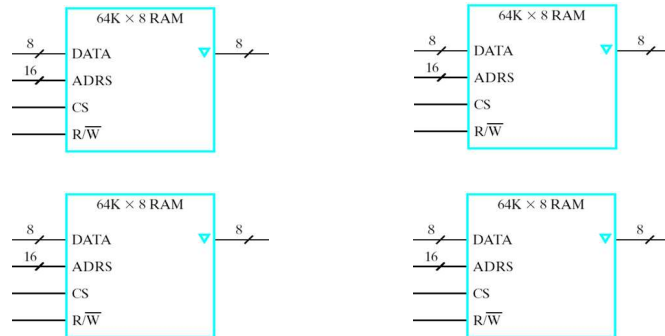 64K × 8 RAM
8 DATA 8
16 ADRS
CS
R/W̅
64K × 8 RAM
8 DATA 8
16 ADRS
CS
R/W̅
64K × 8 RAM
8 DATA 8
16 ADRS
CS
R/W̅
64K × 8 RAM
8 DATA 8
16 ADRS
CS
R/W̅